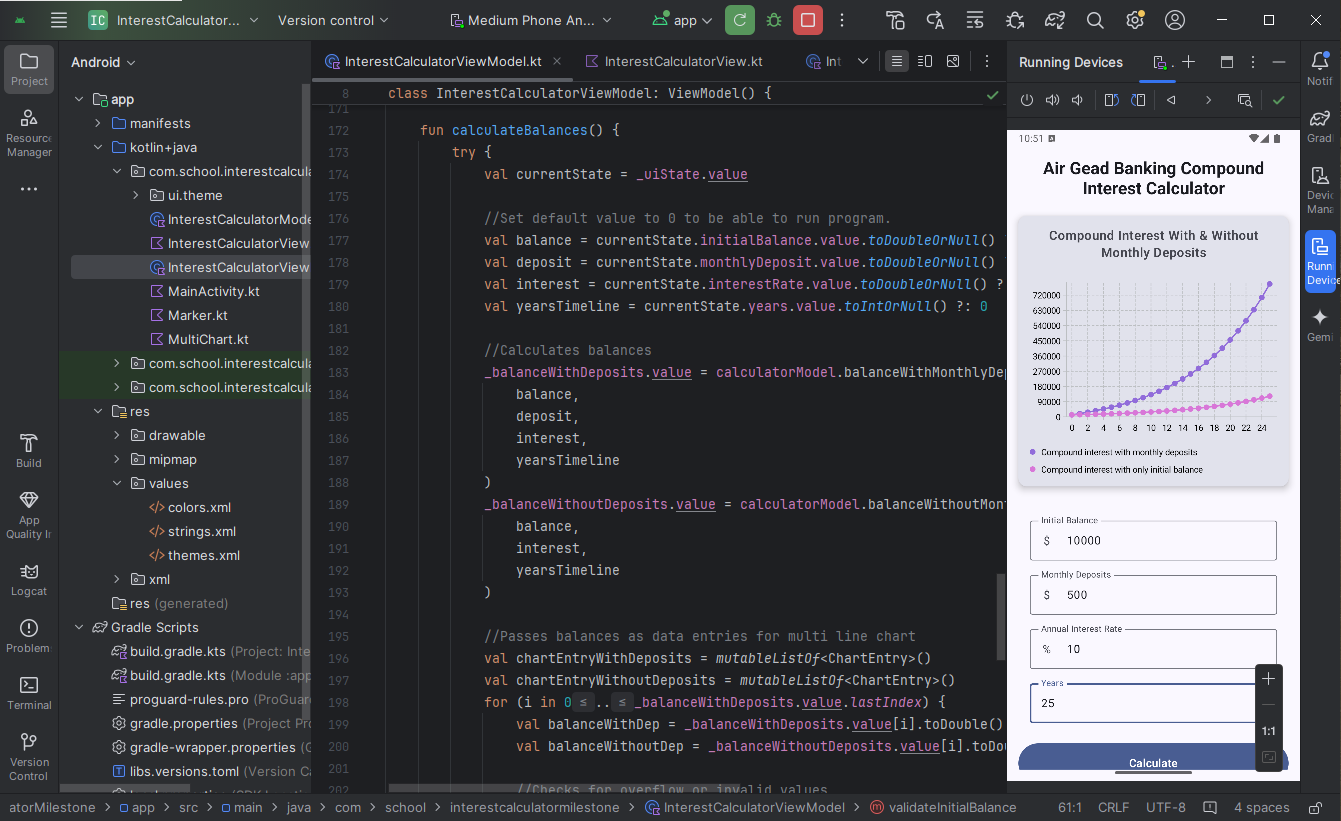 IC InterestCalculator... Version control Medium Phone An... app
Project
Resource
Manager
Build
App
Quality In
Logcat
Problem
Terminal
Version
Control
Android
app
manifests
kotlin+java
com.school.interestcalcula
ui.theme
InterestCalculatorMode
InterestCalculatorView
InterestCalculatorView
MainActivity.kt
Marker.kt
MultiChart.kt
com.school.interestcalcula
com.school.interestcalcula
res
drawable
mipmap
values
colors.xml
strings.xml
themes.xml
xml
res (generated)
Gradle Scripts
build.gradle.kts (Project: Inte
build.gradle.kts (Module :app
proguard-rules.pro (ProGuar
gradle.properties (Project Pro
gradle-wrapper.properties (G
libs.versions.toml (Version Ca
InterestCalculatorViewModel.kt InterestCalculatorView.kt Int
8 class InterestCalculatorViewModel: ViewModel() {
171
172 fun calculateBalances() {
173 try {
174 val currentState = _uiState.value
175
176 //Set default value to 0 to be able to run program.
177 val balance = currentState.initialBalance.value.toDoubleOrNull()
178 val deposit = currentState.monthlyDeposit.value.toDoubleOrNull()
179 val interest = currentState.interestRate.value.toDoubleOrNull() ?
180 val yearsTimeline = currentState.years.value.toIntOrNull() ?: 0
181
182 //Calculates balances
183 _balanceWithDeposits.value = calculatorModel.balanceWithMonthlyDep
184 balance,
185 deposit,
186 interest,
187 yearsTimeline
188 )
189 _balanceWithoutDeposits.value = calculatorModel.balanceWithoutMont
190 balance,
191 interest,
192 yearsTimeline
193 )
194
195 //Passes balances as data entries for multi line chart
196 val chartEntryWithDeposits = mutableListOf<ChartEntry>()
197 val chartEntryWithoutDeposits = mutableListOf<ChartEntry>()
198 for (i in 0 ≤ .. ≤ _balanceWithDeposits.value.lastIndex) {
199 val balanceWithDep = _balanceWithDeposits.value[i].toDouble()
200 val balanceWithoutDep = _balanceWithoutDeposits.value[i].toDou
201
202 //Checks for overflow or invalid values
Running Devices
10:51
Air Gead Banking Compound
Interest Calculator
Compound Interest With & Without
Monthly Deposits
720000
630000
540000
450000
360000
270000
180000
90000
0
0 2 4 6 8 10 12 14 16 18 20 22 24
Compound interest with monthly deposits
Compound interest with only initial balance
Initial Balance
$ 10000
Monthly Deposits
$ 500
Annual Interest Rate
% 10
Years
25
1:1
Calculate
Notif
Grad
Devic
Mana
Runni
Device
Gemi
atorMilestone app src main java com school interestcalculatormilestone InterestCalculatorViewModel validateInitialBalance 61:1 CRLF UTF-8 4 spaces